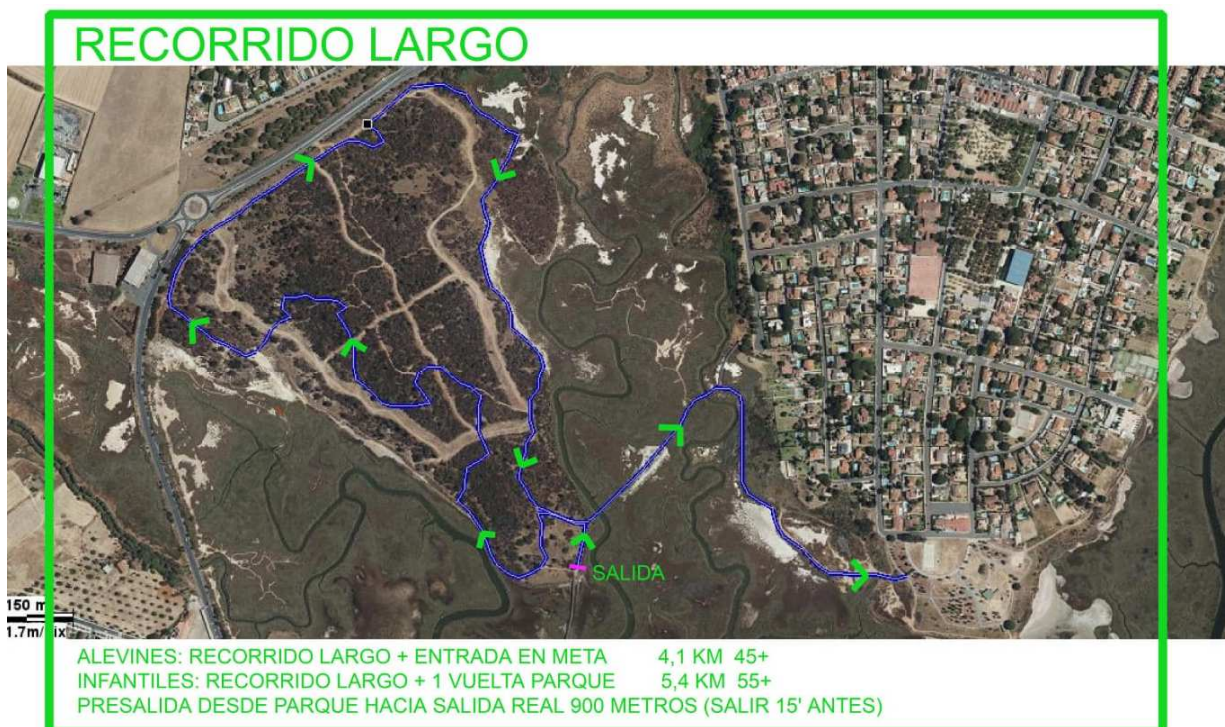 RECORRIDO LARGO
SALIDA
150 m
1.7m/pix
ALEVINES: RECORRIDO LARGO + ENTRADA EN META 4,1 KM 45+
INFANTILES: RECORRIDO LARGO + 1 VUELTA PARQUE 5,4 KM 55+
PRESALIDA DESDE PARQUE HACIA SALIDA REAL 900 METROS (SALIR 15' ANTES)